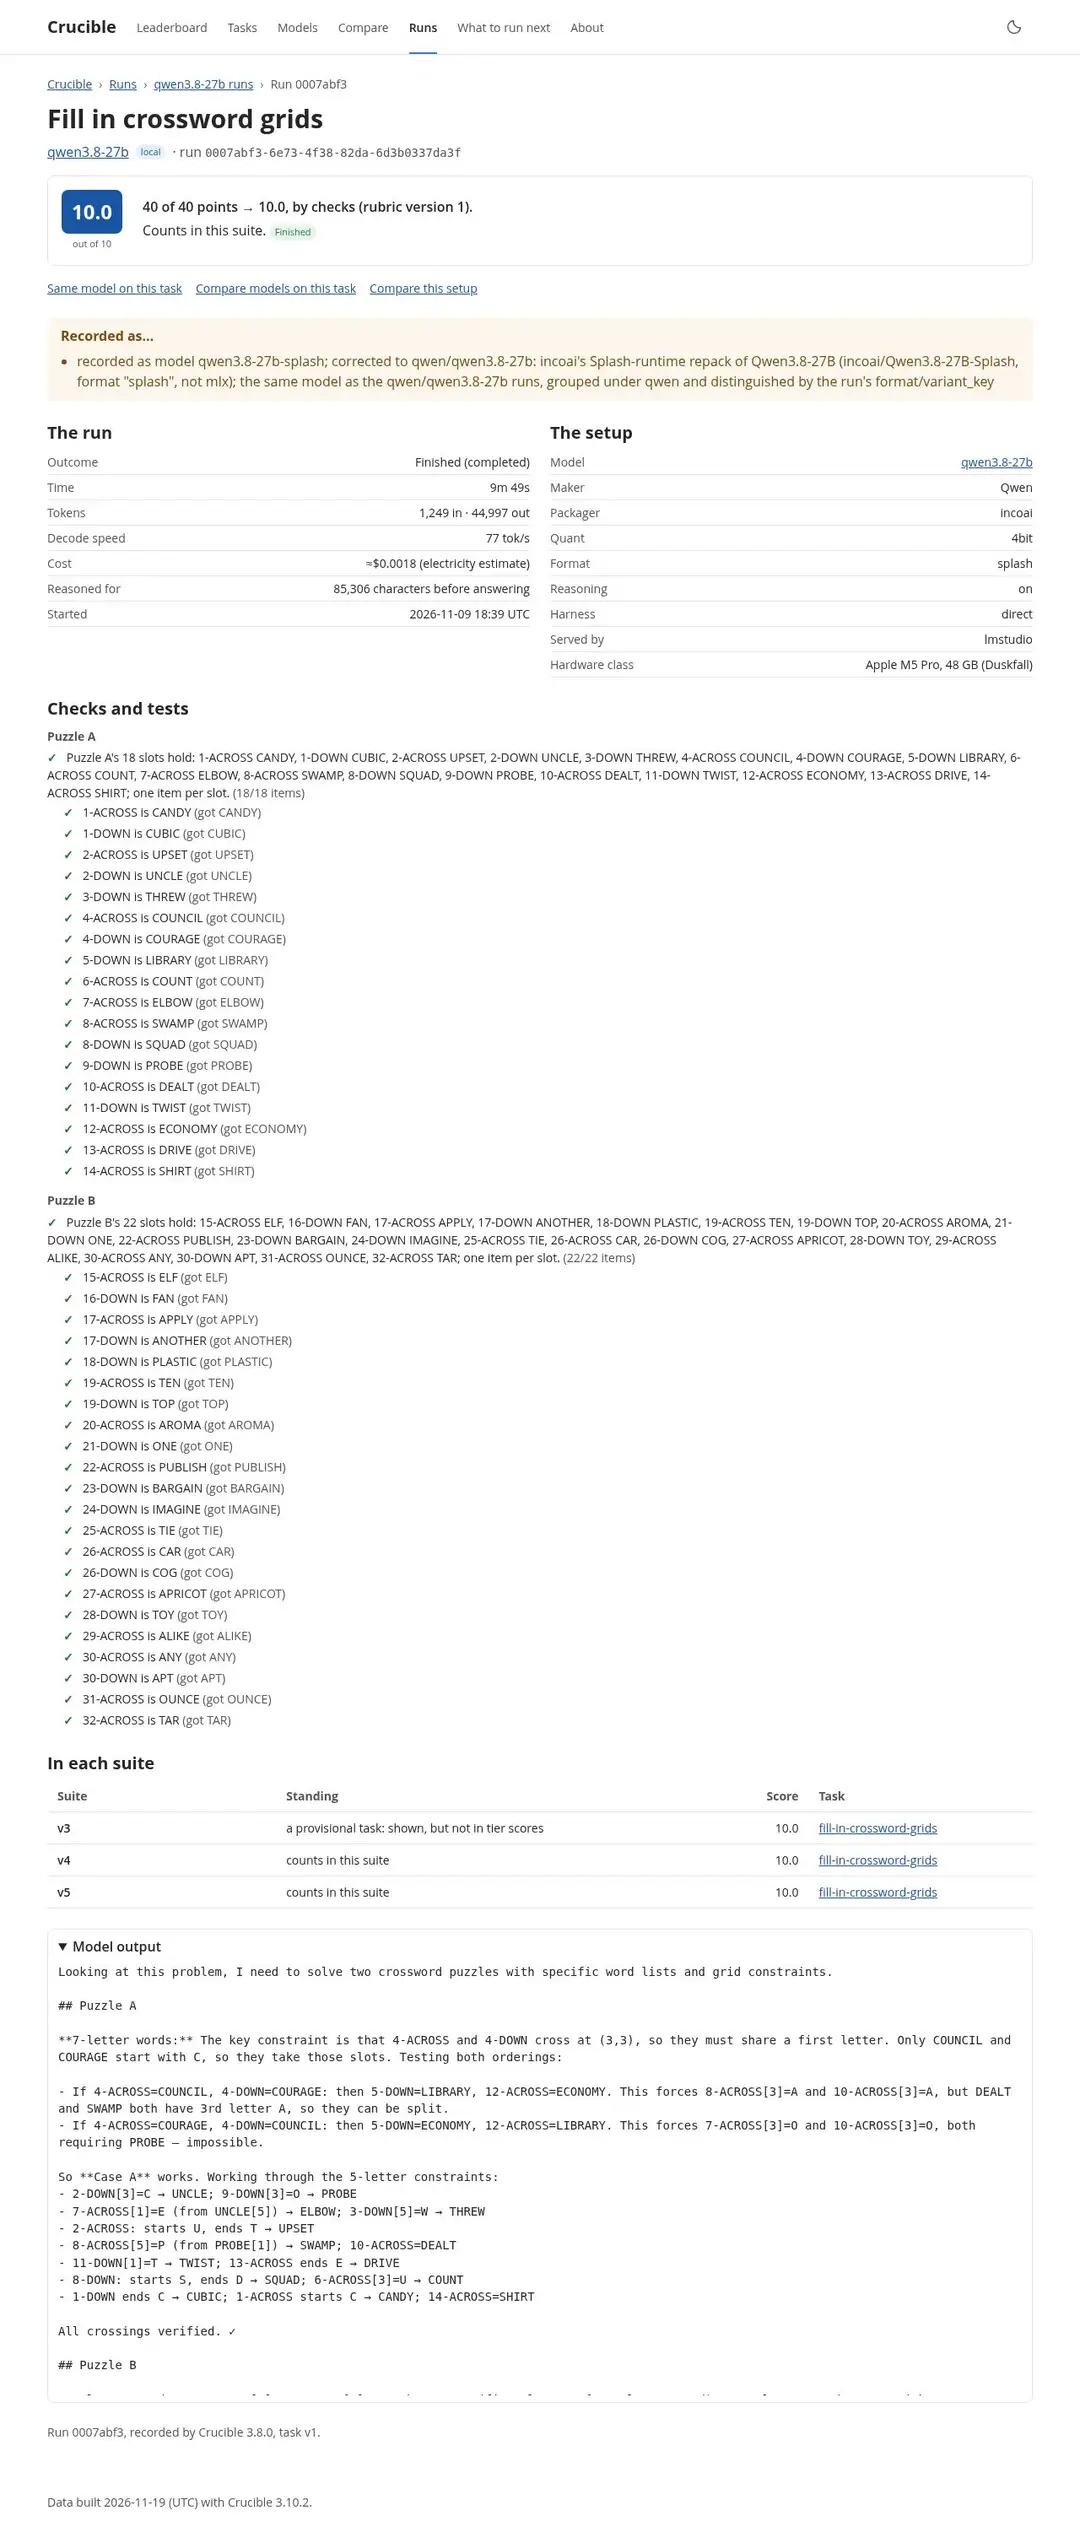 Crucible Leaderboard Tasks Models Compare Runs What to run next About
Crucible › Runs › qwen3.8-27b runs › Run 0007abf3
Fill in crossword grids
qwen3.8-27b local · run 0007abf3-6e73-4f38-82da-6d3b0337da3f
10.0
out of 10
40 of 40 points → 10.0, by checks (rubric version 1).
Counts in this suite. Finished
Same model on this task Compare models on this task Compare this setup
Recorded as...
• recorded as model qwen3.8-27b-splash; corrected to qwen/qwen3.8-27b: incoai's Splash-runtime repack of Qwen3.8-27B (incoai/Qwen3.8-27B-Splash,
format "splash", not mlx); the same model as the qwen/qwen3.8-27b runs, grouped under qwen and distinguished by the run's format/variant_key
The run
Outcome Finished (completed)
Time 9m 49s
Tokens 1,249 in · 44,997 out
Decode speed 77 tok/s
Cost ≈$0.0018 (electricity estimate)
Reasoned for 85,306 characters before answering
Started 2026-11-09 18:39 UTC
The setup
Model qwen3.8-27b
Maker Qwen
Packager incoai
Quant 4bit
Format splash
Reasoning on
Harness direct
Served by lmstudio
Hardware class Apple M5 Pro, 48 GB (Duskfall)
Checks and tests
Puzzle A
✓ Puzzle A's 18 slots hold: 1-ACROSS CANDY, 1-DOWN CUBIC, 2-ACROSS UPSET, 2-DOWN UNCLE, 3-DOWN THREW, 4-ACROSS COUNCIL, 4-DOWN COURAGE, 5-DOWN LIBRARY, 6-
ACROSS COUNT, 7-ACROSS ELBOW, 8-ACROSS SWAMP, 8-DOWN SQUAD, 9-DOWN PROBE, 10-ACROSS DEALT, 11-DOWN TWIST, 12-ACROSS ECONOMY, 13-ACROSS DRIVE, 14-
ACROSS SHIRT; one item per slot. (18/18 items)
✓ 1-ACROSS is CANDY (got CANDY)
✓ 1-DOWN is CUBIC (got CUBIC)
✓ 2-ACROSS is UPSET (got UPSET)
✓ 2-DOWN is UNCLE (got UNCLE)
✓ 3-DOWN is THREW (got THREW)
✓ 4-ACROSS is COUNCIL (got COUNCIL)
✓ 4-DOWN is COURAGE (got COURAGE)
✓ 5-DOWN is LIBRARY (got LIBRARY)
✓ 6-ACROSS is COUNT (got COUNT)
✓ 7-ACROSS is ELBOW (got ELBOW)
✓ 8-ACROSS is SWAMP (got SWAMP)
✓ 8-DOWN is SQUAD (got SQUAD)
✓ 9-DOWN is PROBE (got PROBE)
✓ 10-ACROSS is DEALT (got DEALT)
✓ 11-DOWN is TWIST (got TWIST)
✓ 12-ACROSS is ECONOMY (got ECONOMY)
✓ 13-ACROSS is DRIVE (got DRIVE)
✓ 14-ACROSS is SHIRT (got SHIRT)
Puzzle B
✓ Puzzle B's 22 slots hold: 15-ACROSS ELF, 16-DOWN FAN, 17-ACROSS APPLY, 17-DOWN ANOTHER, 18-DOWN PLASTIC, 19-ACROSS TEN, 19-DOWN TOP, 20-ACROSS AROMA, 21-
DOWN ONE, 22-ACROSS PUBLISH, 23-DOWN BARGAIN, 24-DOWN IMAGINE, 25-ACROSS TIE, 26-ACROSS CAR, 26-DOWN COG, 27-ACROSS APRICOT, 28-DOWN TOY, 29-ACROSS
ALIKE, 30-ACROSS ANY, 30-DOWN APT, 31-ACROSS OUNCE, 32-ACROSS TAR; one item per slot. (22/22 items)
✓ 15-ACROSS is ELF (got ELF)
✓ 16-DOWN is FAN (got FAN)
✓ 17-ACROSS is APPLY (got APPLY)
✓ 17-DOWN is ANOTHER (got ANOTHER)
✓ 18-DOWN is PLASTIC (got PLASTIC)
✓ 19-ACROSS is TEN (got TEN)
✓ 19-DOWN is TOP (got TOP)
✓ 20-ACROSS is AROMA (got AROMA)
✓ 21-DOWN is ONE (got ONE)
✓ 22-ACROSS is PUBLISH (got PUBLISH)
✓ 23-DOWN is BARGAIN (got BARGAIN)
✓ 24-DOWN is IMAGINE (got IMAGINE)
✓ 25-ACROSS is TIE (got TIE)
✓ 26-ACROSS is CAR (got CAR)
✓ 26-DOWN is COG (got COG)
✓ 27-ACROSS is APRICOT (got APRICOT)
✓ 28-DOWN is TOY (got TOY)
✓ 29-ACROSS is ALIKE (got ALIKE)
✓ 30-ACROSS is ANY (got ANY)
✓ 30-DOWN is APT (got APT)
✓ 31-ACROSS is OUNCE (got OUNCE)
✓ 32-ACROSS is TAR (got TAR)
In each suite
Suite Standing Score Task
v3 a provisional task: shown, but not in tier scores 10.0 fill-in-crossword-grids
v4 counts in this suite 10.0 fill-in-crossword-grids
v5 counts in this suite 10.0 fill-in-crossword-grids
▼ Model output
Looking at this problem, I need to solve two crossword puzzles with specific word lists and grid constraints.
## Puzzle A
**7-letter words:** The key constraint is that 4-ACROSS and 4-DOWN cross at (3,3), so they must share a first letter. Only COUNCIL and
COURAGE start with C, so they take those slots. Testing both orderings:
- If 4-ACROSS=COUNCIL, 4-DOWN=COURAGE: then 5-DOWN=LIBRARY, 12-ACROSS=ECONOMY. This forces 8-ACROSS[3]=A and 10-ACROSS[3]=A, but DEALT
and SWAMP both have 3rd letter A, so they can be split.
- If 4-ACROSS=COURAGE, 4-DOWN=COUNCIL: then 5-DOWN=ECONOMY, 12-ACROSS=LIBRARY. This forces 7-ACROSS[3]=O and 10-ACROSS[3]=O, both
requiring PROBE — impossible.
So **Case A** works. Working through the 5-letter constraints:
- 2-DOWN[3]=C → UNCLE; 9-DOWN[3]=O → PROBE
- 7-ACROSS[1]=E (from UNCLE[5]) → ELBOW; 3-DOWN[5]=W → THREW
- 2-ACROSS: starts U, ends T → UPSET
- 8-ACROSS[5]=P (from PROBE[1]) → SWAMP; 10-ACROSS=DEALT
- 11-DOWN[1]=T → TWIST; 13-ACROSS ends E → DRIVE
- 8-DOWN: starts S, ends D → SQUAD; 6-ACROSS[3]=U → COUNT
- 1-DOWN ends C → CUBIC; 1-ACROSS starts C → CANDY; 14-ACROSS=SHIRT
All crossings verified. ✓
## Puzzle B
Run 0007abf3, recorded by Crucible 3.8.0, task v1.
Data built 2026-11-19 (UTC) with Crucible 3.10.2.